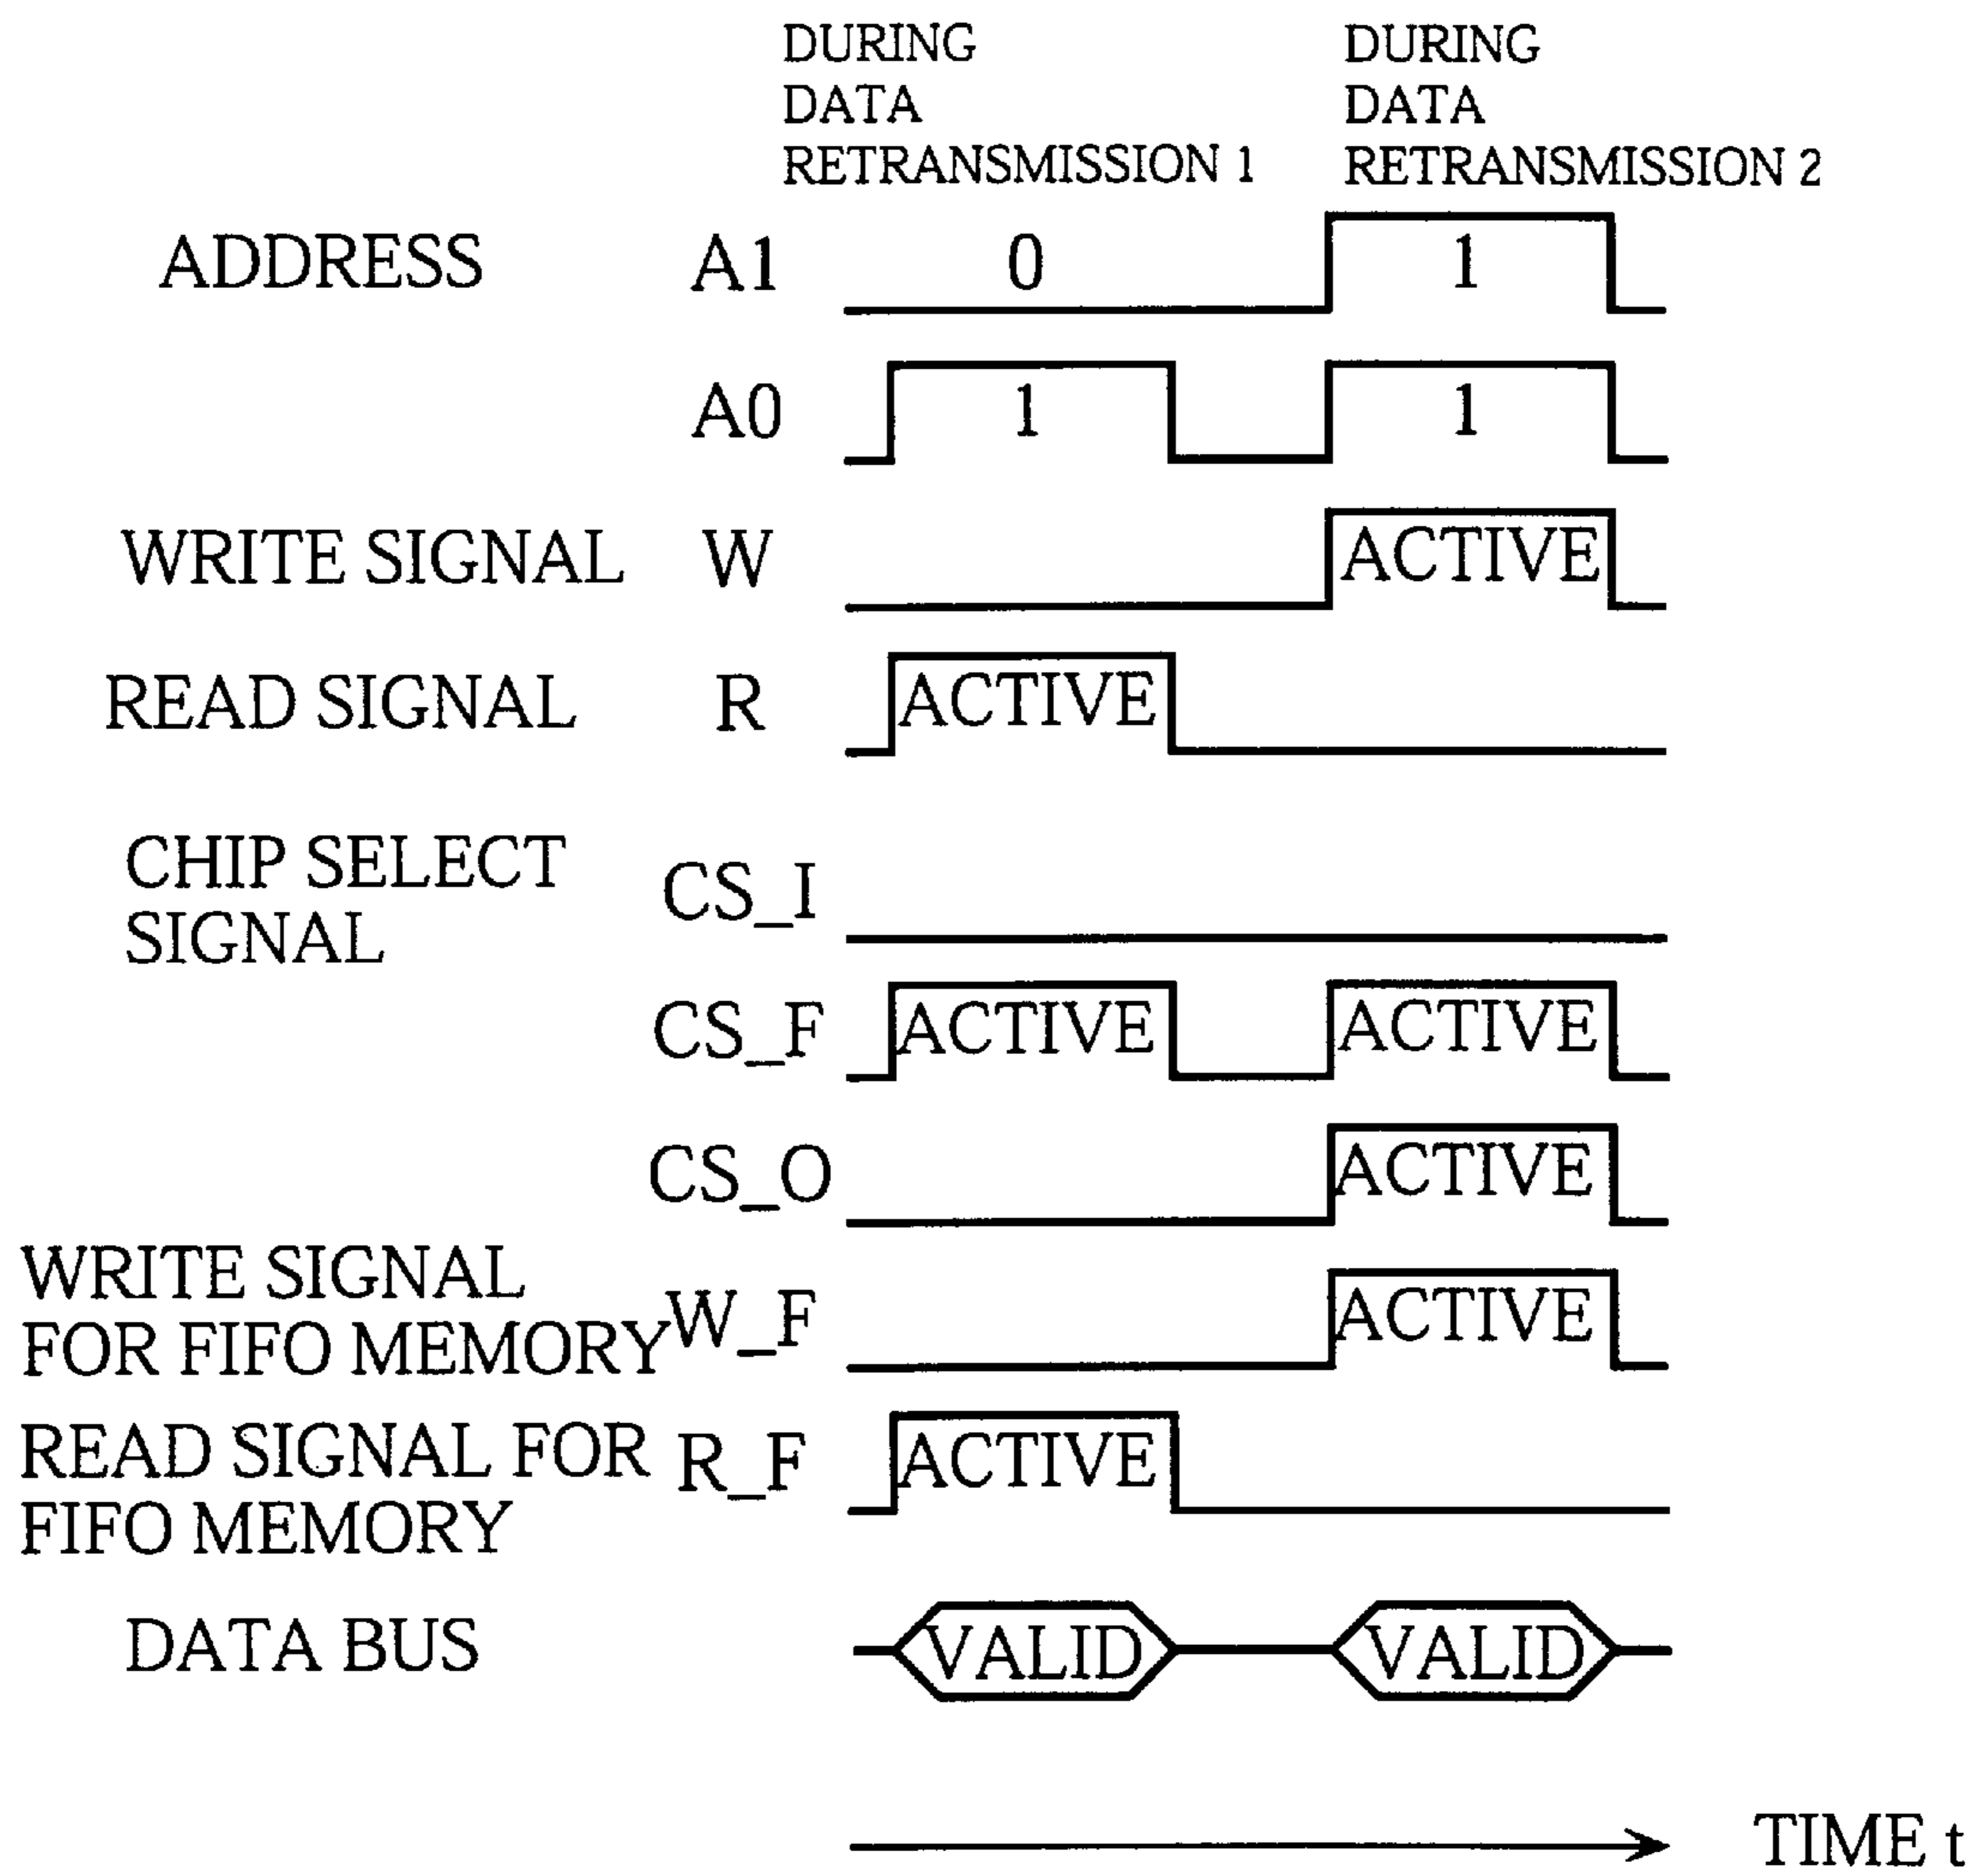 DURING
DATA
RETRANSMISSION 1
DURING
DATA
RETRANSMISSION 2
ADDRESS A1 0 1
A0 1 1
WRITE SIGNAL W ACTIVE
READ SIGNAL R ACTIVE
CHIP SELECT
SIGNAL
CS_I
CS_F ACTIVE ACTIVE
CS_O ACTIVE
WRITE SIGNAL
FOR FIFO MEMORY
W_F ACTIVE
READ SIGNAL FOR
FIFO MEMORY
R_F ACTIVE
DATA BUS VALID VALID
TIME t